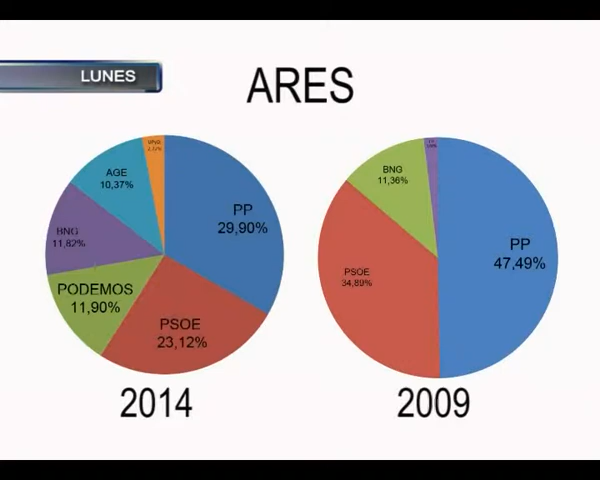 LUNES
ARES
PP
29,90%
PSOE
23,12%
PODEMOS
11,90%
BNG
11,82%
AGE
10,37%
PP
47,49%
PSOE
34,89%
BNG
11,36%
2014
2009